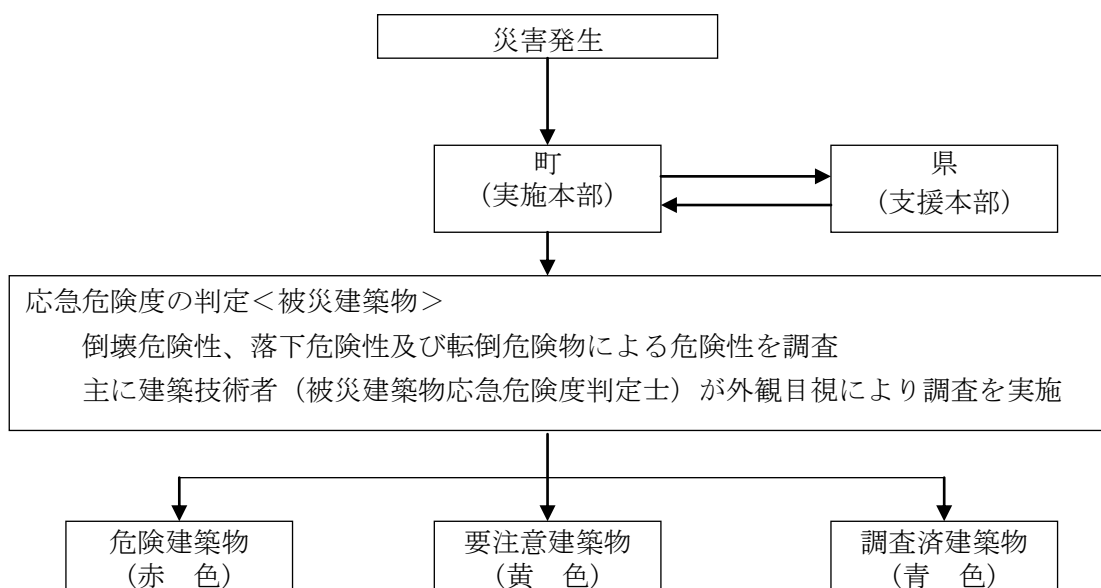 災害発生
町
(実施本部)
県
(支援本部)
応急危険度の判定＜被災建築物＞
倒壊危険性、落下危険性及び転倒危険物による危険性を調査
主に建築技術者（被災建築物応急危険度判定士）が外観目視により調査を実施
危険建築物
(赤　色)
要注意建築物
(黄　色)
調査済建築物
(青　色)